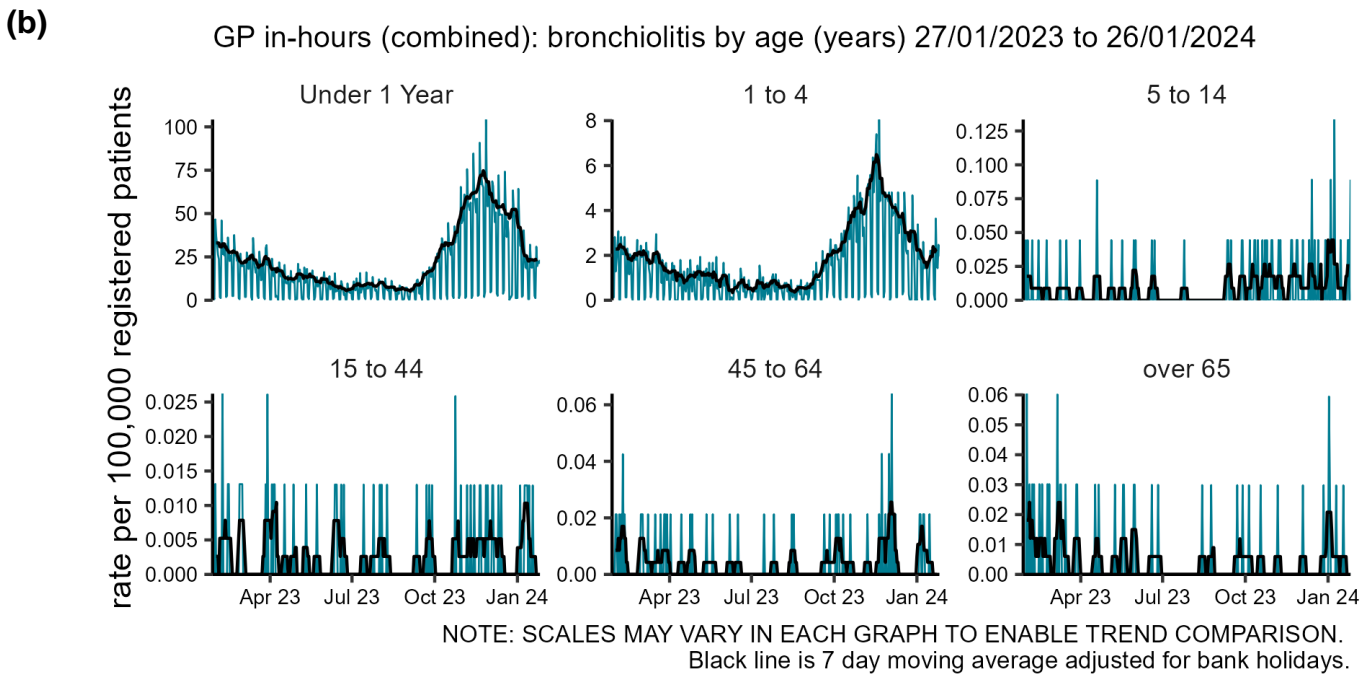 (b)
GP in-hours (combined): bronchiolitis by age (years) 27/01/2023 to 26/01/2024
rate per 100,000 registered patients
Under 1 Year
100
75
50
25
0
1 to 4
8
6
4
2
0
5 to 14
0.125
0.100
0.075
0.050
0.025
0.000
15 to 44
0.025
0.020
0.015
0.010
0.005
0.000
Apr 23 Jul 23 Oct 23 Jan 24
45 to 64
0.06
0.04
0.02
0.00
Apr 23 Jul 23 Oct 23 Jan 24
over 65
0.06
0.05
0.04
0.03
0.02
0.01
0.00
Apr 23 Jul 23 Oct 23 Jan 24
NOTE: SCALES MAY VARY IN EACH GRAPH TO ENABLE TREND COMPARISON.
Black line is 7 day moving average adjusted for bank holidays.